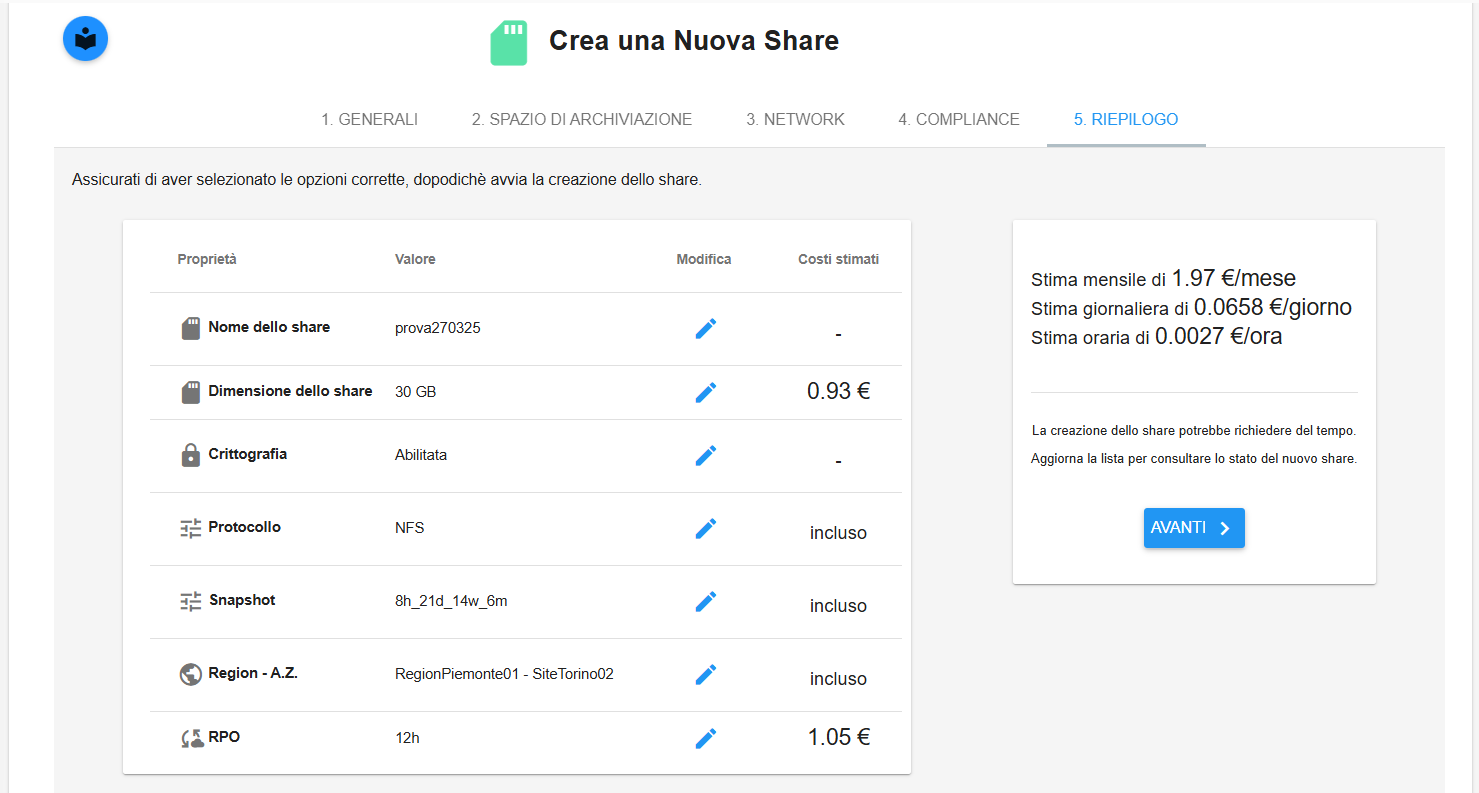 Crea una Nuova Share
1. GENERALI 2. SPAZIO DI ARCHIVIAZIONE 3. NETWORK 4. COMPLIANCE 5. RIEPILOGO
Assicurati di aver selezionato le opzioni corrette, dopodichè avvia la creazione dello share.
Proprietà Valore Modifica Costi stimati
Nome dello share prova270325 -
Dimensione dello share 30 GB 0.93 €
Crittografia Abilitata -
Protocollo NFS incluso
Snapshot 8h_21d_14w_6m incluso
Region - A.Z. RegionPiemonte01 - SiteTorino02 incluso
RPO 12h 1.05 €
Stima mensile di 1.97 €/mese
Stima giornaliera di 0.0658 €/giorno
Stima oraria di 0.0027 €/ora
La creazione dello share potrebbe richiedere del tempo.
Aggiorna la lista per consultare lo stato del nuovo share.
AVANTI